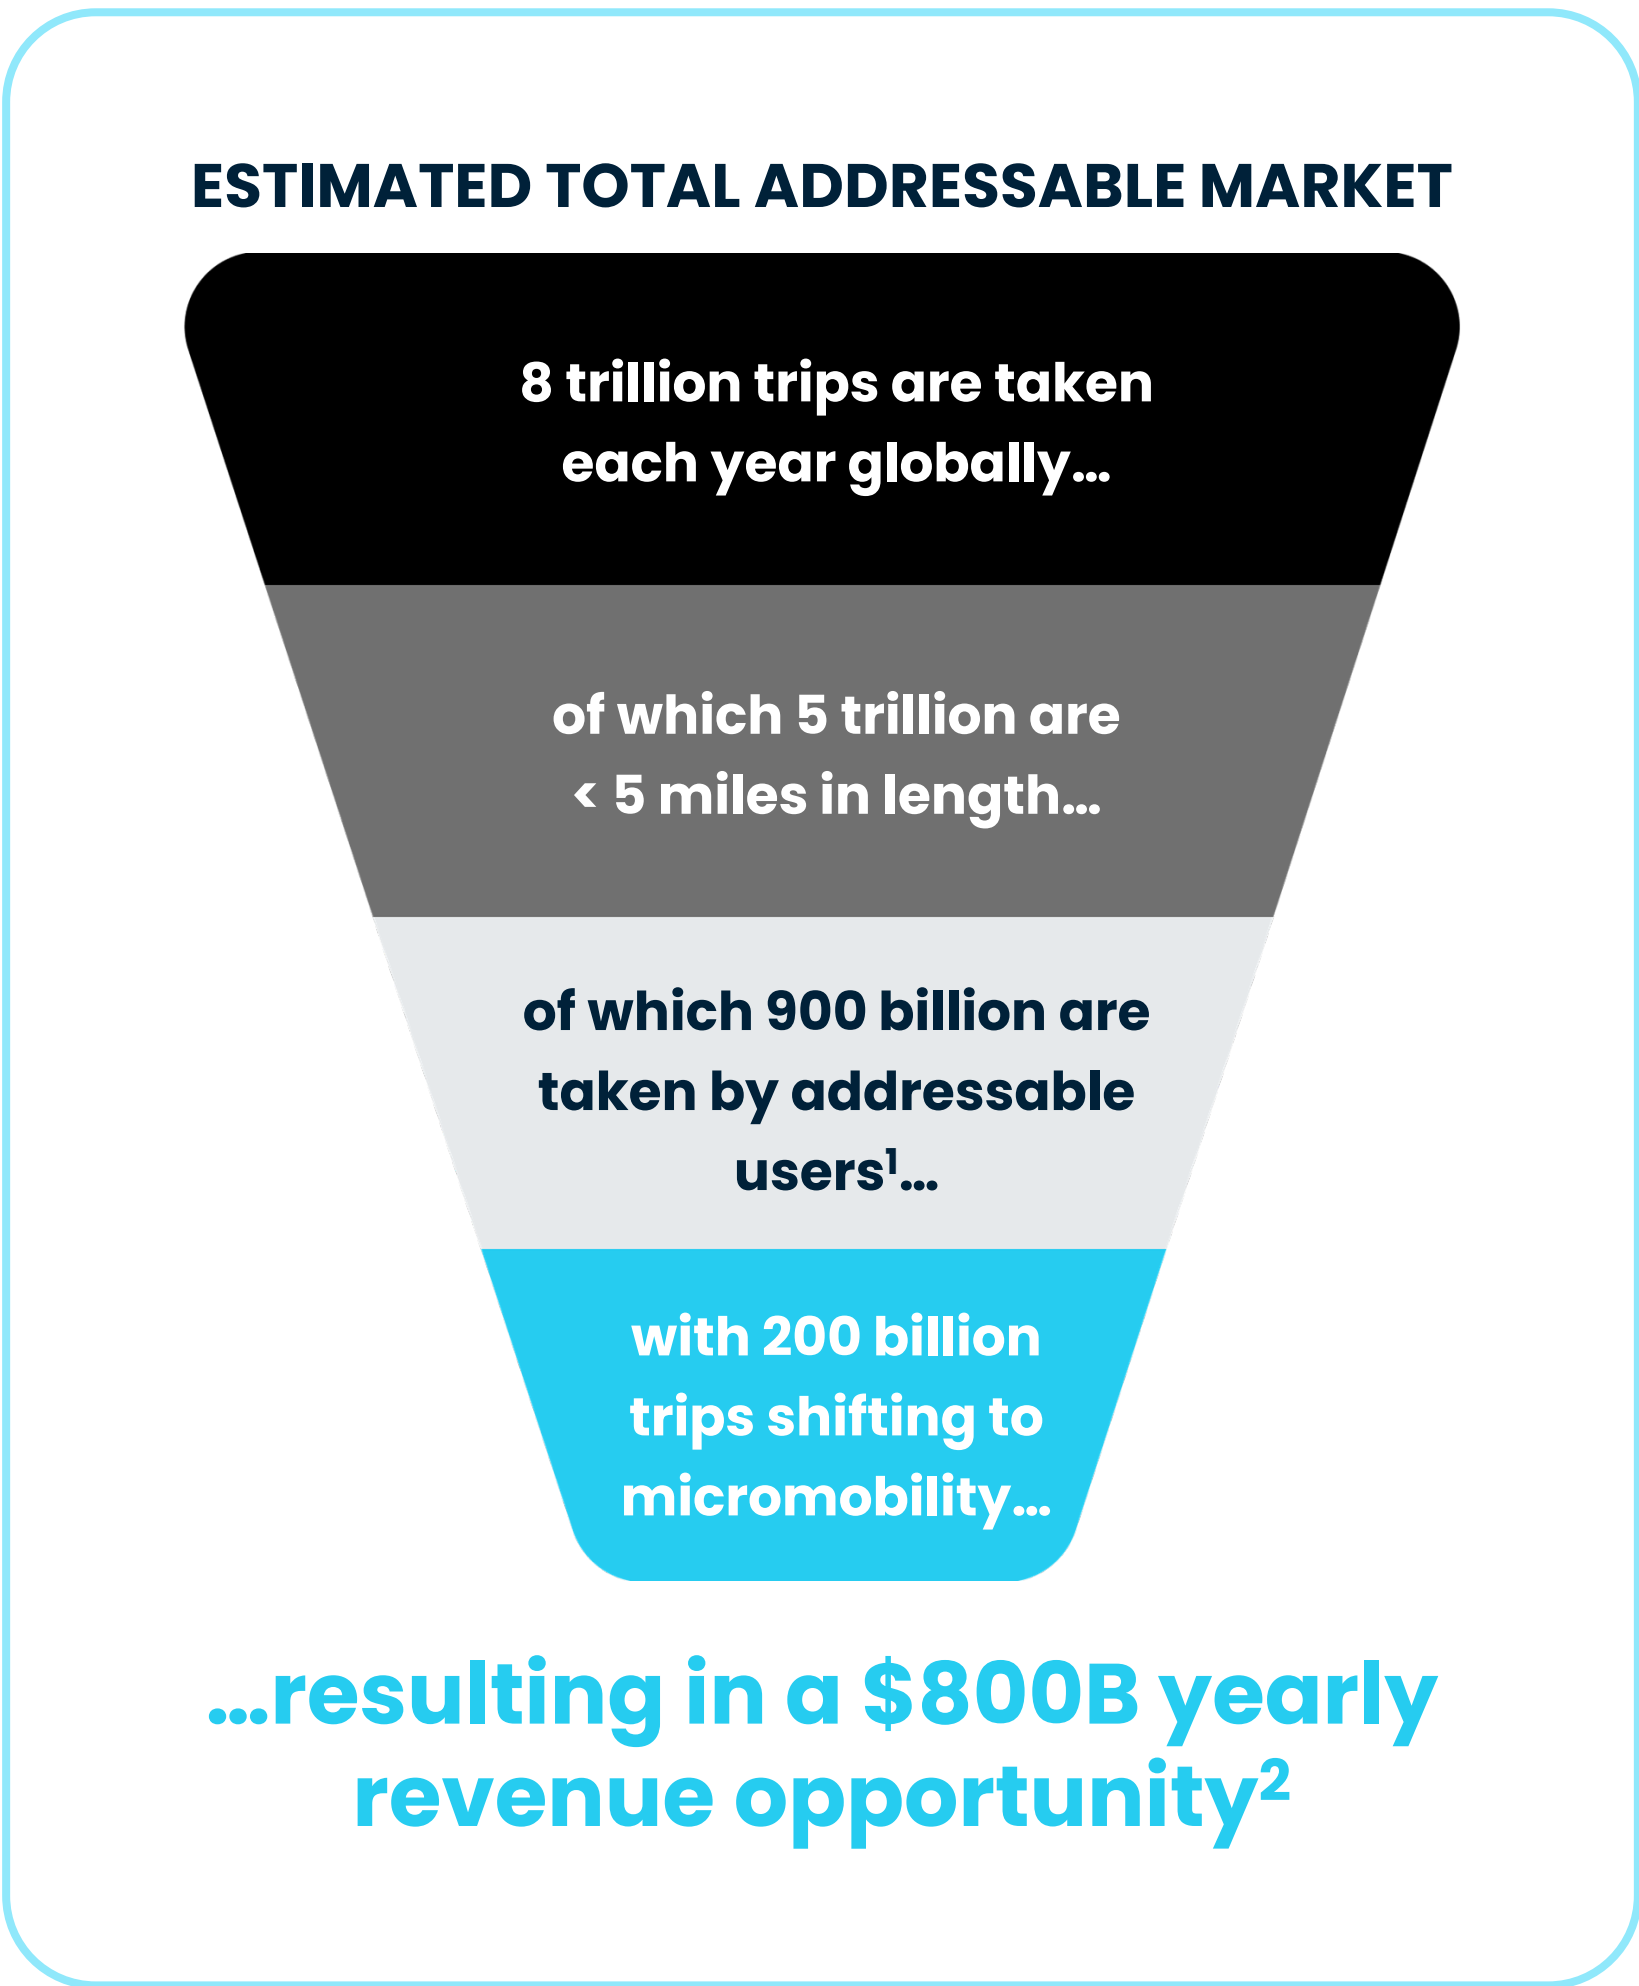 ESTIMATED TOTAL ADDRESSABLE MARKET
8 trillion trips are taken
each year globally...
of which 5 trillion are
< 5 miles in length...
of which 900 billion are
taken by addressable
users¹...
with 200 billion
trips shifting to
micromobility...
...resulting in a $800B yearly
revenue opportunity²